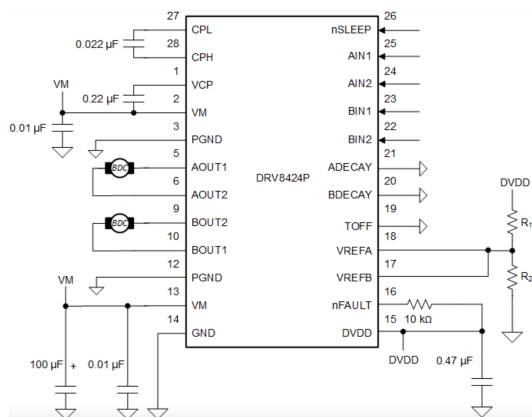 27
CPL
0.022 µF
28
CPH
1
VCP
VM
0.22 µF
2
VM
0.01 µF
3
PGND
5
BDC
AOUT1
6
AOUT2
9
BDC
BOUT2
10
BOUT1
12
PGND
VM
13
VM
14
GND
100 µF +
0.01 µF
DRV8424P
26
nSLEEP
25
AIN1
24
AIN2
23
BIN1
22
BIN2
21
ADECAY
20
BDECAY
19
TOFF
18
VREFA
17
VREFB
16
nFAULT
10 kΩ
15
DVDD
DVDD
0.47 µF
DVDD
R1
R2